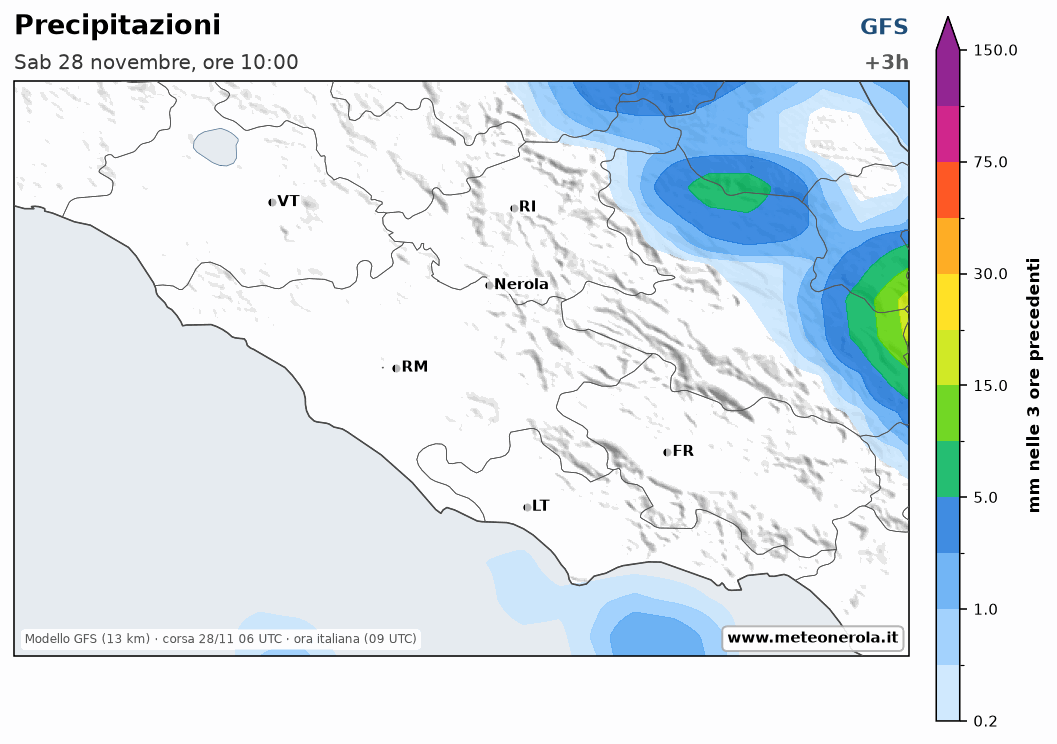 Precipitazioni
GFS
Sab 28 novembre, ore 10:00
+3h
150.0
75.0
30.0
15.0
5.0
1.0
0.2
mm nelle 3 ore precedenti
VT
RI
Nerola
RM
FR
LT
Modello GFS (13 km) · corsa 28/11 06 UTC · ora italiana (09 UTC)
www.meteonerola.it